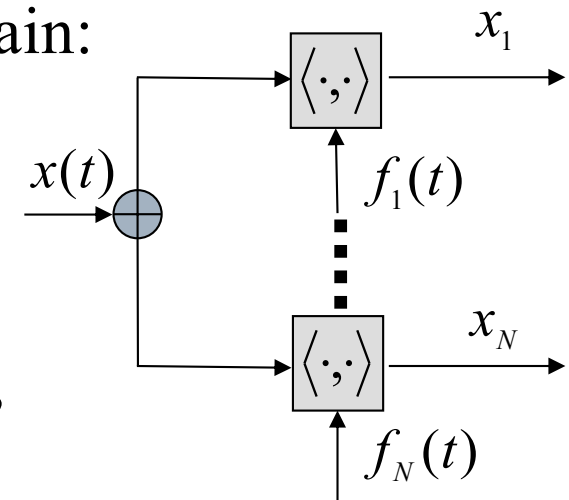 ain:
x₁
⟨·,·⟩
x(t)
f₁(t)
x_N
⟨·,·⟩
,
f_N(t)